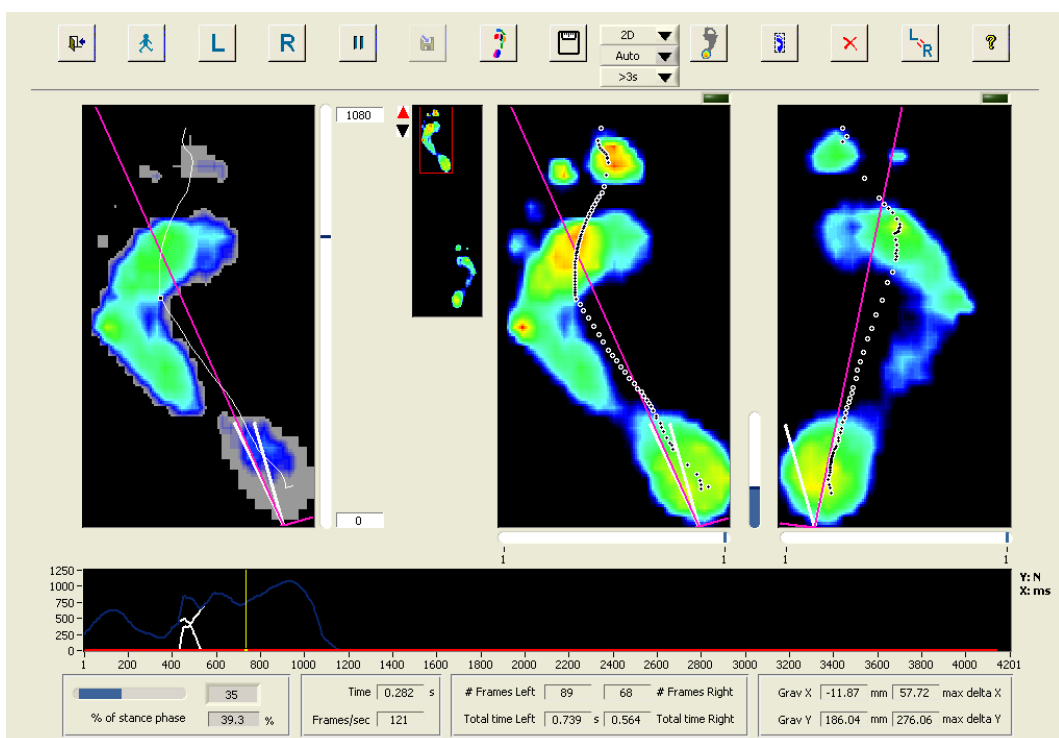 L R 2D L R ?
Auto
>3s
1080
0
1 1 1 1
1250
1000
750
500
250
0
Y: N
X: ms
1 200 400 600 800 1000 1200 1400 1600 1800 2000 2200 2400 2600 2800 3000 3200 3400 3600 3800 4000 4201
35 Time 0.282 s # Frames Left 89 68 # Frames Right Grav X -11.87 mm 57.72 max delta X
% of stance phase 39.3 % Frames/sec 121 Total time Left 0.739 s 0.564 Total time Right Grav Y 186.04 mm 276.06 max delta Y